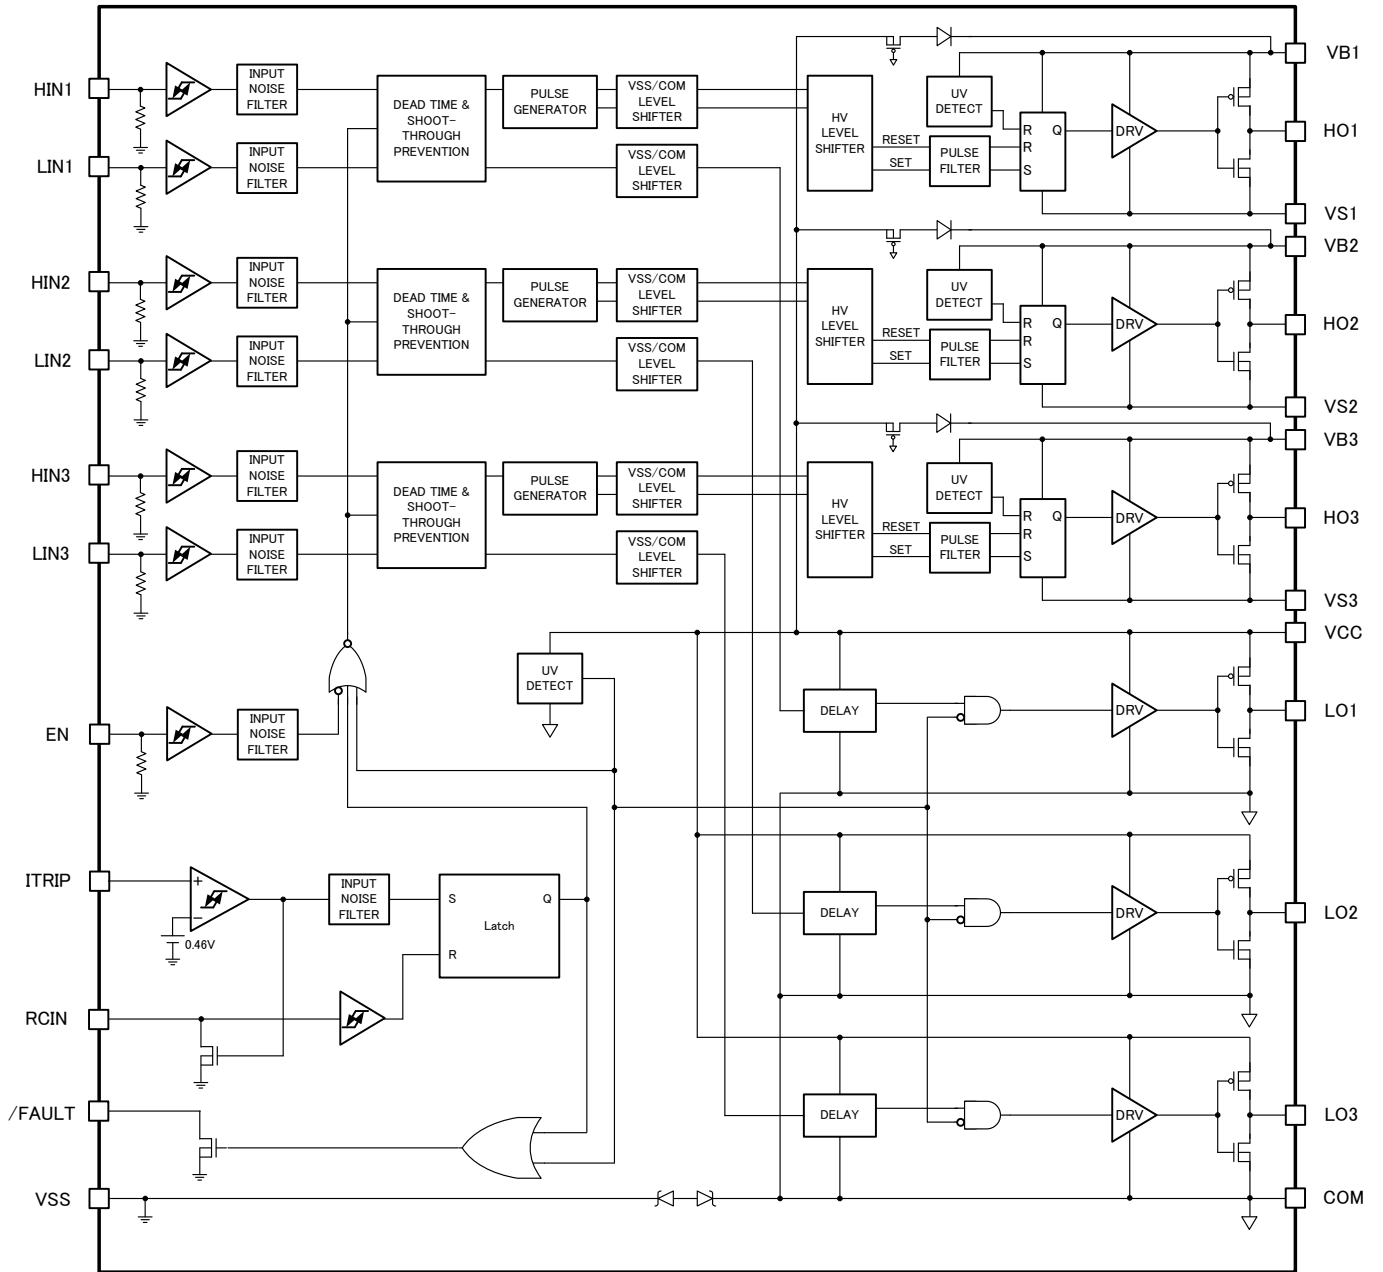 VB1
HIN1
INPUT
NOISE
FILTER
DEAD TIME &
SHOOT-
THROUGH
PREVENTION
PULSE
GENERATOR
VSS/COM
LEVEL
SHIFTER
HV
LEVEL
SHIFTER
UV
DETECT
RESET
SET
PULSE
FILTER
R
R
S
Q
DRV
HO1
LIN1
INPUT
NOISE
FILTER
VSS/COM
LEVEL
SHIFTER
VS1
VB2
HIN2
INPUT
NOISE
FILTER
DEAD TIME &
SHOOT-
THROUGH
PREVENTION
PULSE
GENERATOR
VSS/COM
LEVEL
SHIFTER
HV
LEVEL
SHIFTER
UV
DETECT
RESET
SET
PULSE
FILTER
R
R
S
Q
DRV
HO2
LIN2
INPUT
NOISE
FILTER
VSS/COM
LEVEL
SHIFTER
VS2
VB3
HIN3
INPUT
NOISE
FILTER
DEAD TIME &
SHOOT-
THROUGH
PREVENTION
PULSE
GENERATOR
VSS/COM
LEVEL
SHIFTER
HV
LEVEL
SHIFTER
UV
DETECT
RESET
SET
PULSE
FILTER
R
R
S
Q
DRV
HO3
LIN3
INPUT
NOISE
FILTER
VSS/COM
LEVEL
SHIFTER
VS3
VCC
UV
DETECT
EN
INPUT
NOISE
FILTER
DELAY
DRV
LO1
ITRIP
+
−
0.46V
INPUT
NOISE
FILTER
S
Q
Latch
R
DELAY
DRV
LO2
RCIN
/FAULT
DELAY
DRV
LO3
VSS
COM